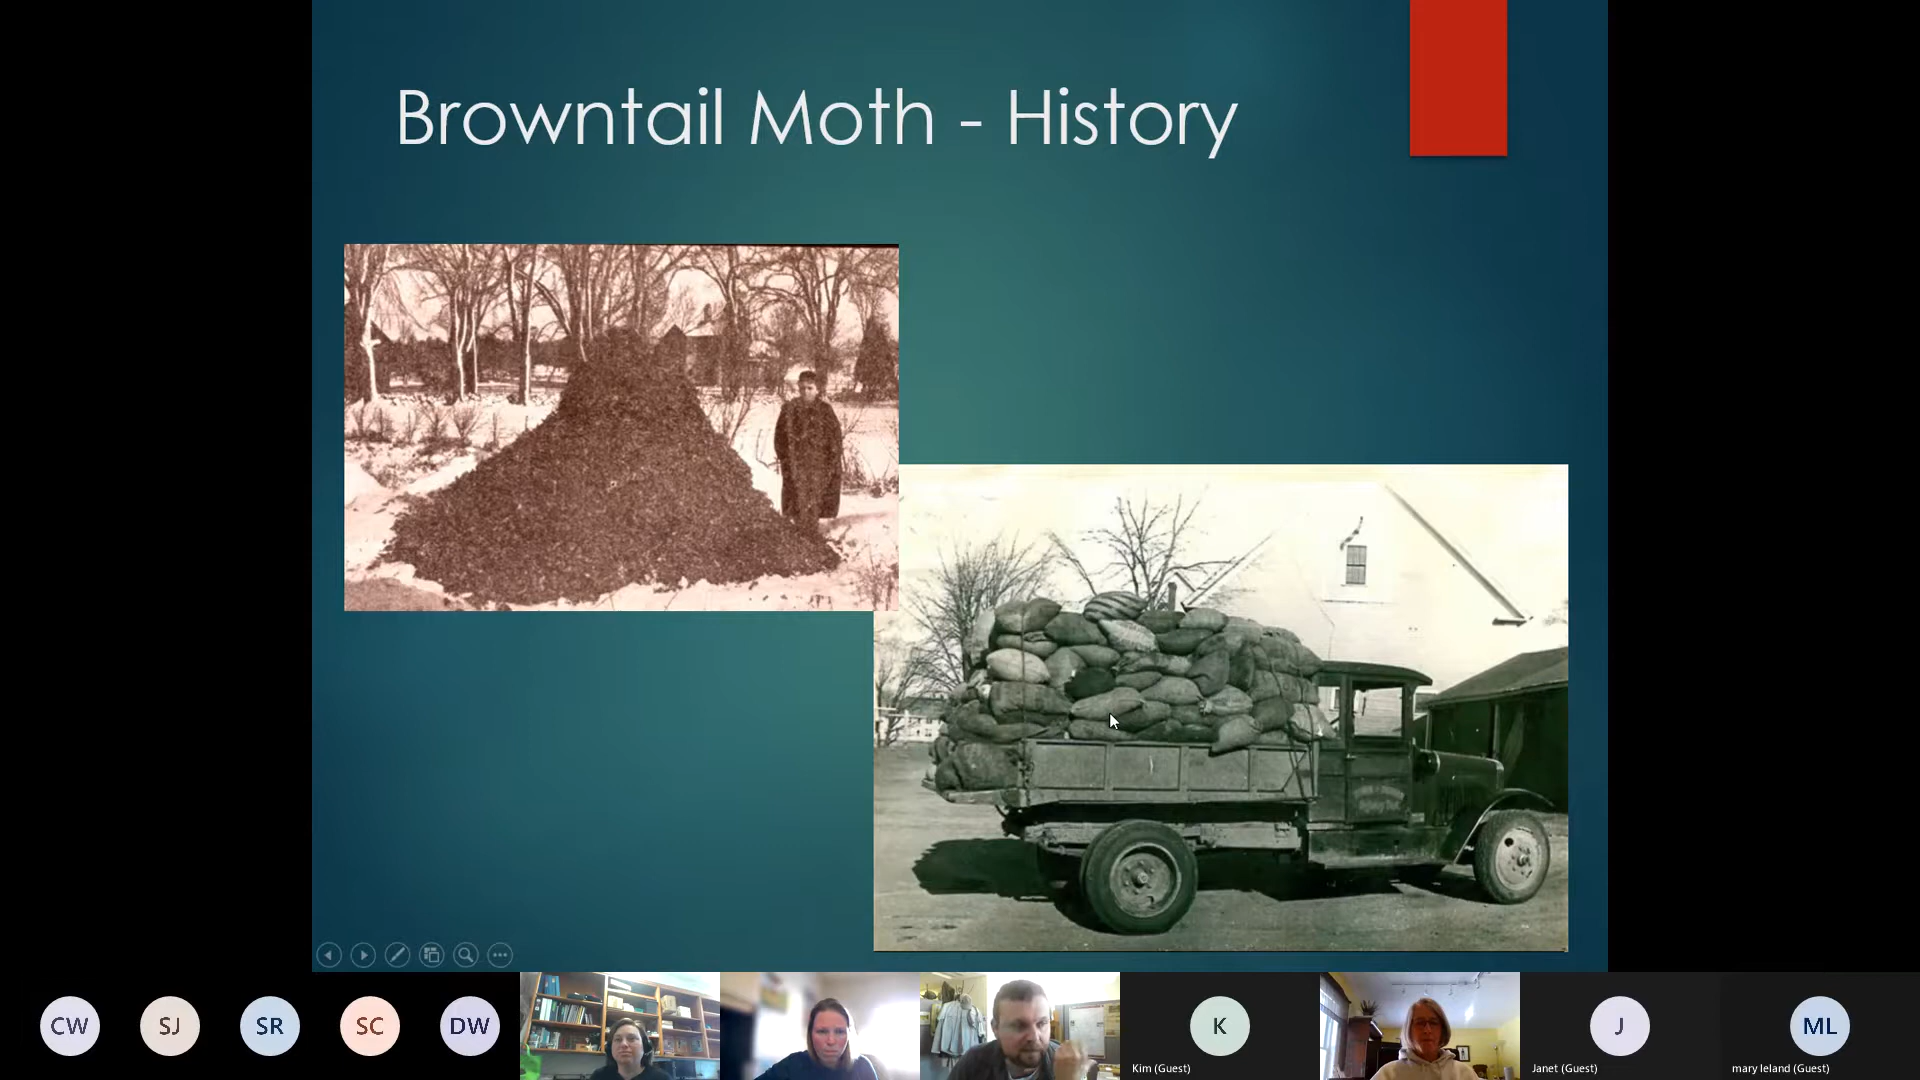 Browntail Moth - History
CW
SJ
SR
SC
DW
K
Kim (Guest)
J
Janet (Guest)
ML
mary leland (Guest)